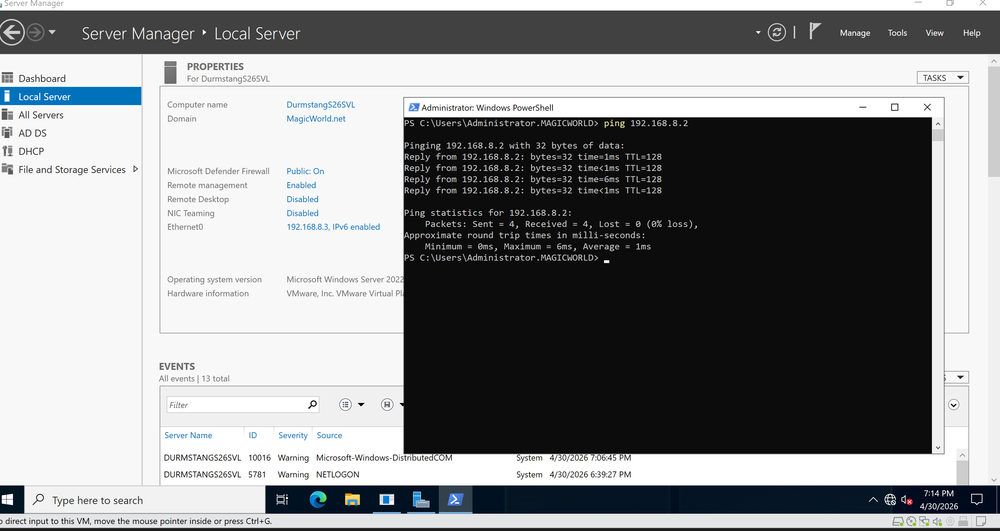 Server Manager
Server Manager ‣ Local Server
Manage Tools View Help
Dashboard
Local Server
All Servers
AD DS
DHCP
File and Storage Services
PROPERTIES
For DurmstangS26SVL
TASKS
Computer name DurmstangS26SVL
Domain MagicWorld.net
Microsoft Defender Firewall Public: On
Remote management Enabled
Remote Desktop Disabled
NIC Teaming Disabled
Ethernet0 192.168.8.3, IPv6 enabled
Operating system version Microsoft Windows Server 2022
Hardware information VMware, Inc. VMware Virtual
Administrator: Windows PowerShell
PS C:\Users\Administrator.MAGICWORLD> ping 192.168.8.2
Pinging 192.168.8.2 with 32 bytes of data:
Reply from 192.168.8.2: bytes=32 time=1ms TTL=128
Reply from 192.168.8.2: bytes=32 time<1ms TTL=128
Reply from 192.168.8.2: bytes=32 time=6ms TTL=128
Reply from 192.168.8.2: bytes=32 time<1ms TTL=128
Ping statistics for 192.168.8.2:
Packets: Sent = 4, Received = 4, Lost = 0 (0% loss),
Approximate round trip times in milli-seconds:
Minimum = 0ms, Maximum = 6ms, Average = 1ms
PS C:\Users\Administrator.MAGICWORLD>
EVENTS
All events | 13 total
Filter
Server Name ID Severity Source
DURMSTANGS26SVL 10016 Warning Microsoft-Windows-DistributedCOM System 4/30/2026 7:06:45 PM
DURMSTANGS26SVL 5781 Warning NETLOGON System 4/30/2026 6:39:27 PM
Type here to search
7:14 PM
4/30/2026
direct input to this VM, move the mouse pointer inside or press Ctrl+G.